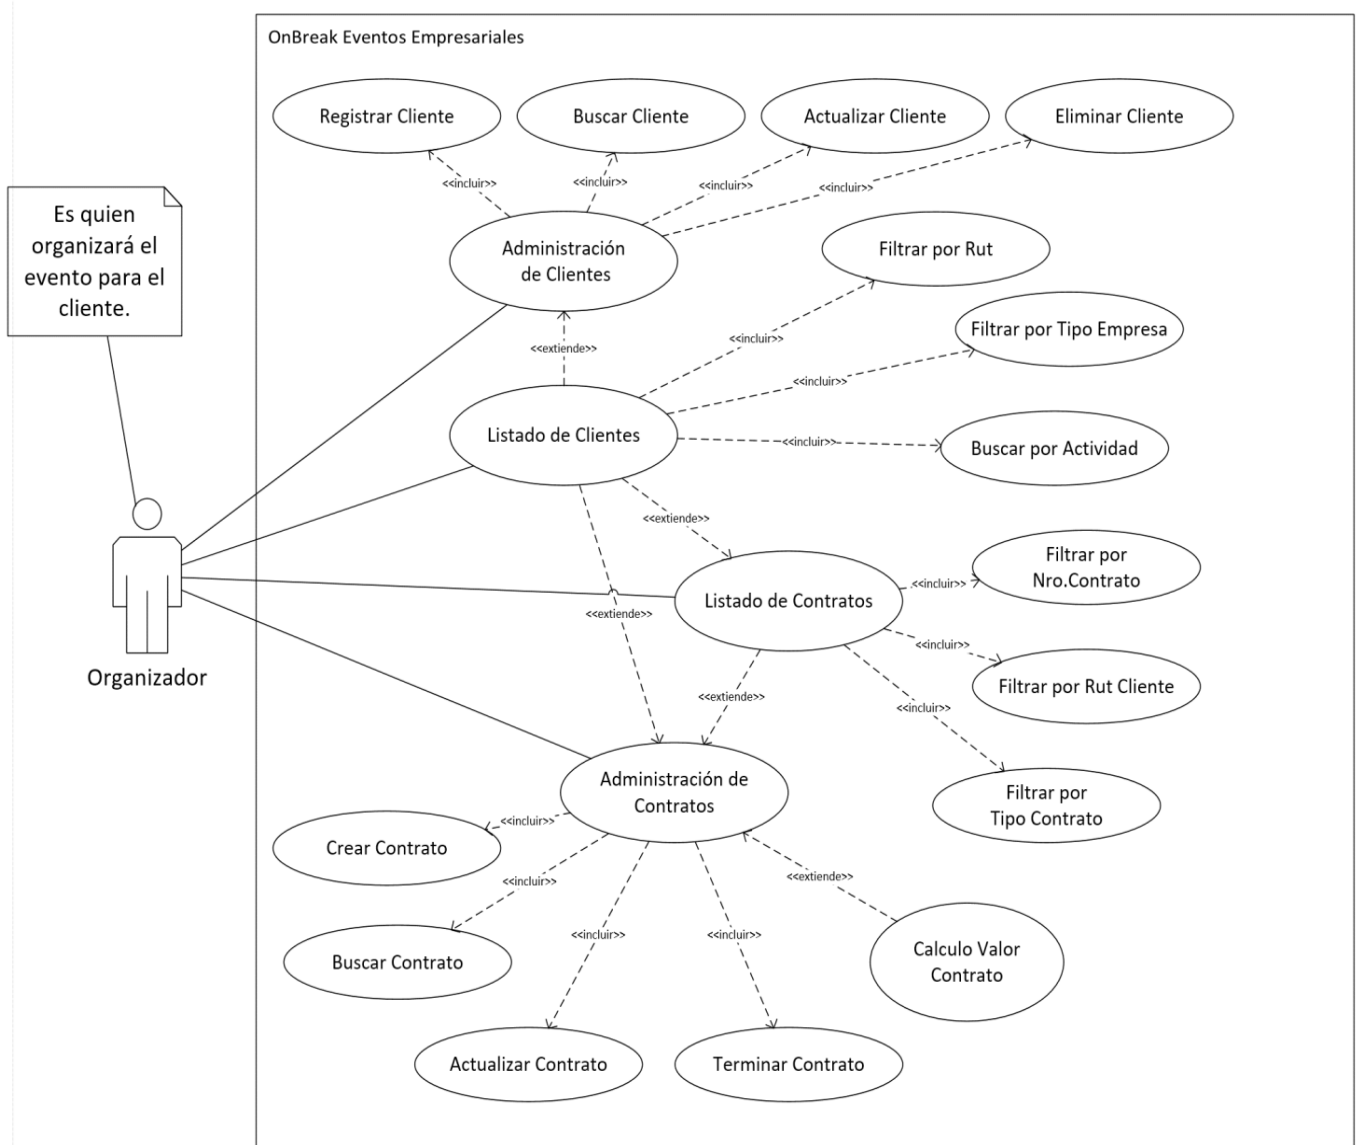 OnBreak Eventos Empresariales
Registrar Cliente
Buscar Cliente
Actualizar Cliente
Eliminar Cliente
<<incluir>>
<<incluir>>
<<incluir>>
<<incluir>>
Es quien
organizará el
evento para el
cliente.
Administración
de Clientes
Filtrar por Rut
<<extiende>>
<<incluir>>
Filtrar por Tipo Empresa
<<incluir>>
Listado de Clientes
<<incluir>>
Buscar por Actividad
<<extiende>>
Filtrar por
Nro.Contrato
<<incluir>>
Listado de Contratos
<<extiende>>
<<incluir>>
Organizador
Filtrar por Rut Cliente
<<extiende>>
<<incluir>>
Administración de
Contratos
Filtrar por
Tipo Contrato
<<incluir>>
Crear Contrato
<<incluir>>
<<extiende>>
Buscar Contrato
<<incluir>>
<<incluir>>
Calculo Valor
Contrato
Actualizar Contrato
Terminar Contrato